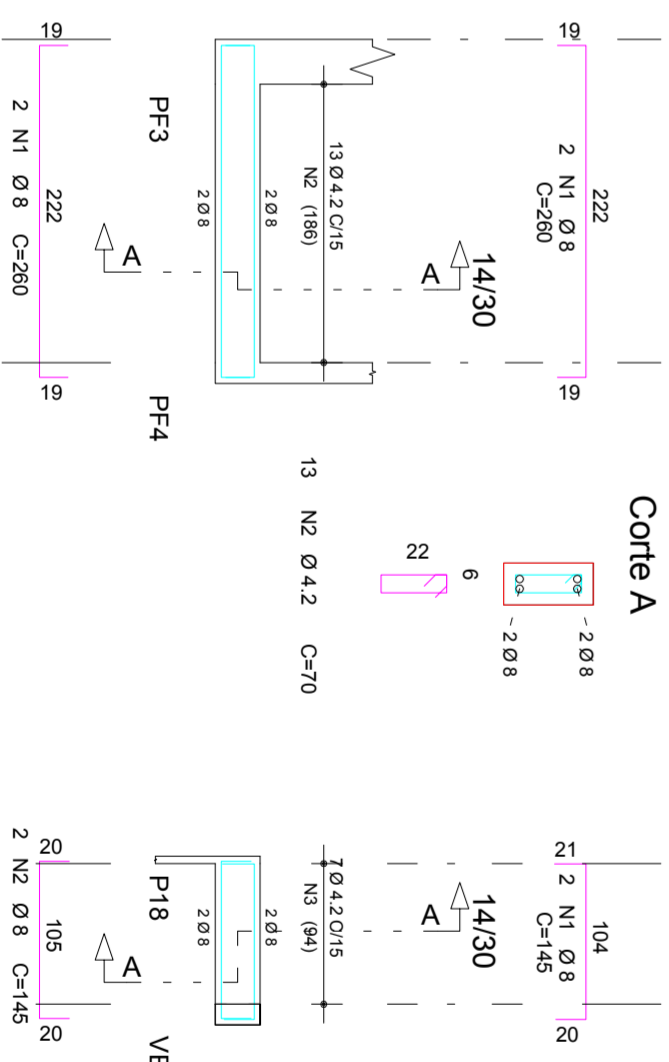 19
222
19
2 N1 Ø 8
C=260
14/30
A
13 Ø 4.2 C/15
N2 (186)
2 Ø 8
2 Ø 8
PF3
PF4
A
19
222
19
2 N1 Ø 8 C=260
Corte A
2 Ø 8
2 Ø 8
6
22
13 N2 Ø 4.2 C=70
21
104
20
2 N1 Ø 8
C=145
14/30
A
7 Ø 4.2 C/15
N3 (94)
2 Ø 8
2 Ø 8
P18
A
20
105
20
2 N2 Ø 8 C=145